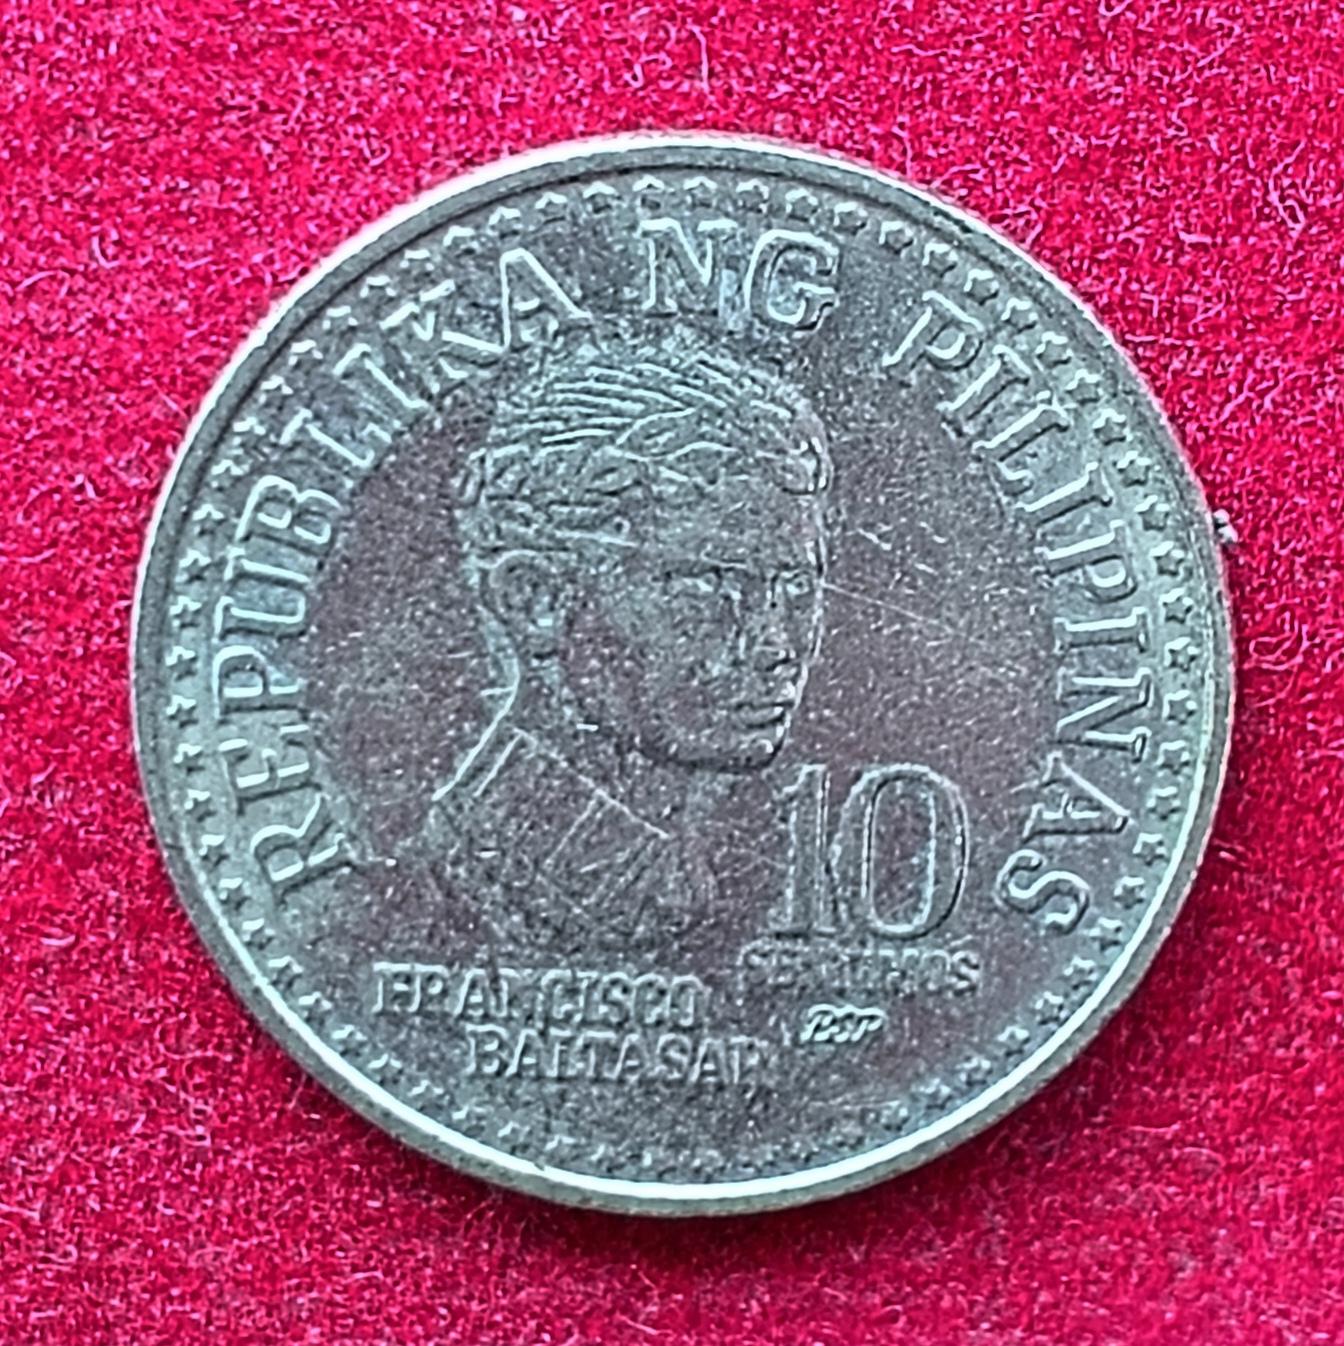 REPUBLIKA NG PILIPINAS
10
SENTIMOS
FRANCISCO
BALTASAR
BSP